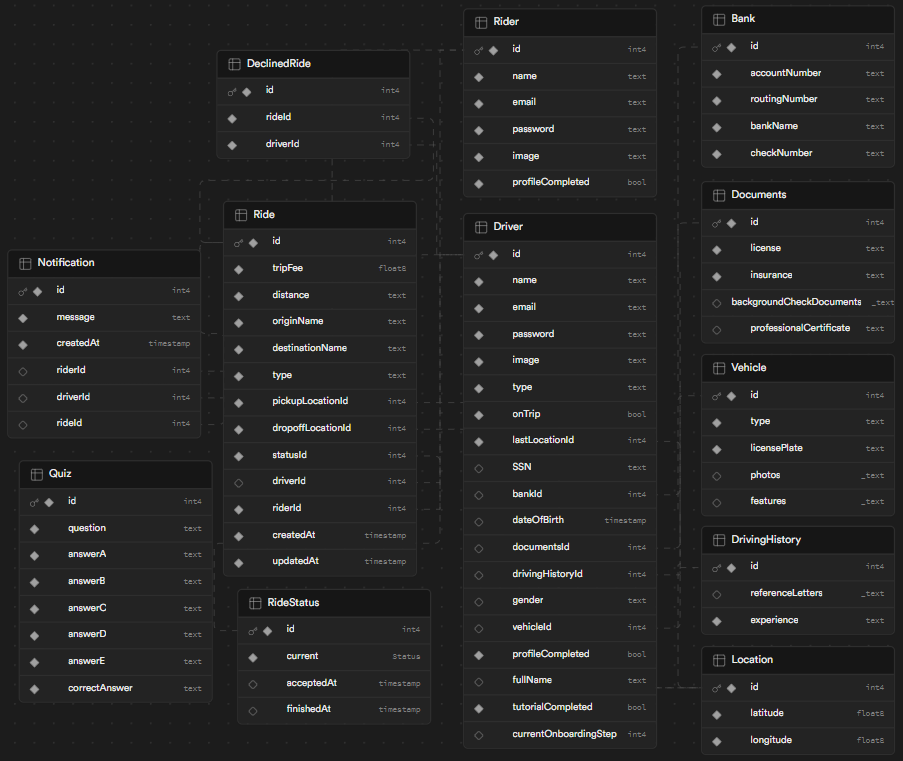 DeclinedRide
id int4
rideId int4
driverId int4
Ride
id int4
tripFee float8
distance text
originName text
destinationName text
type text
pickupLocationId int4
dropoffLocationId int4
statusId int4
driverId int4
riderId int4
createdAt timestamp
updatedAt timestamp
Notification
id int4
message text
createdAt timestamp
riderId int4
driverId int4
rideId int4
Quiz
id int4
question text
answerA text
answerB text
answerC text
answerD text
answerE text
correctAnswer text
RideStatus
id int4
current Status
acceptedAt timestamp
finishedAt timestamp
Rider
id int4
name text
email text
password text
image text
profileCompleted bool
Driver
id int4
name text
email text
password text
image text
type text
onTrip bool
lastLocationId int4
SSN text
bankId int4
dateOfBirth timestamp
documentsId int4
drivingHistoryId int4
gender text
vehicleId int4
profileCompleted bool
fullName text
tutorialCompleted bool
currentOnboardingStep int4
Bank
id int4
accountNumber text
routingNumber text
bankName text
checkNumber text
Documents
id int4
license text
insurance text
backgroundCheckDocuments _text
professionalCertificate text
Vehicle
id int4
type text
licensePlate text
photos _text
features _text
DrivingHistory
id int4
referenceLetters _text
experience text
Location
id int4
latitude float8
longitude float8